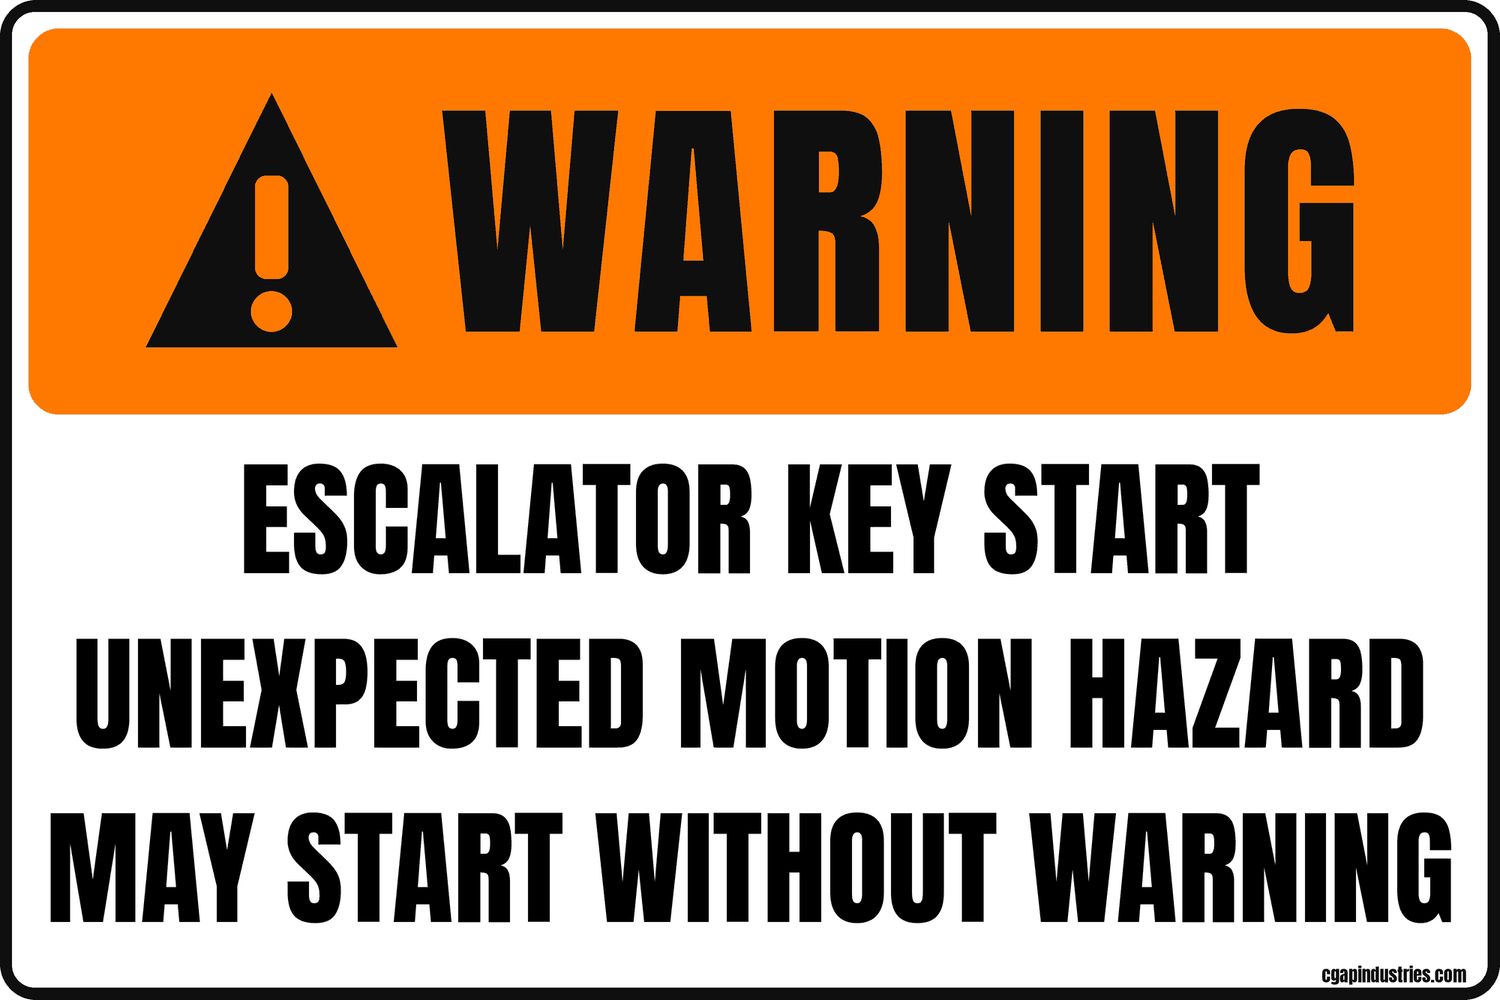 WARNING
ESCALATOR KEY START
UNEXPECTED MOTION HAZARD
MAY START WITHOUT WARNING
cgapindustries.com